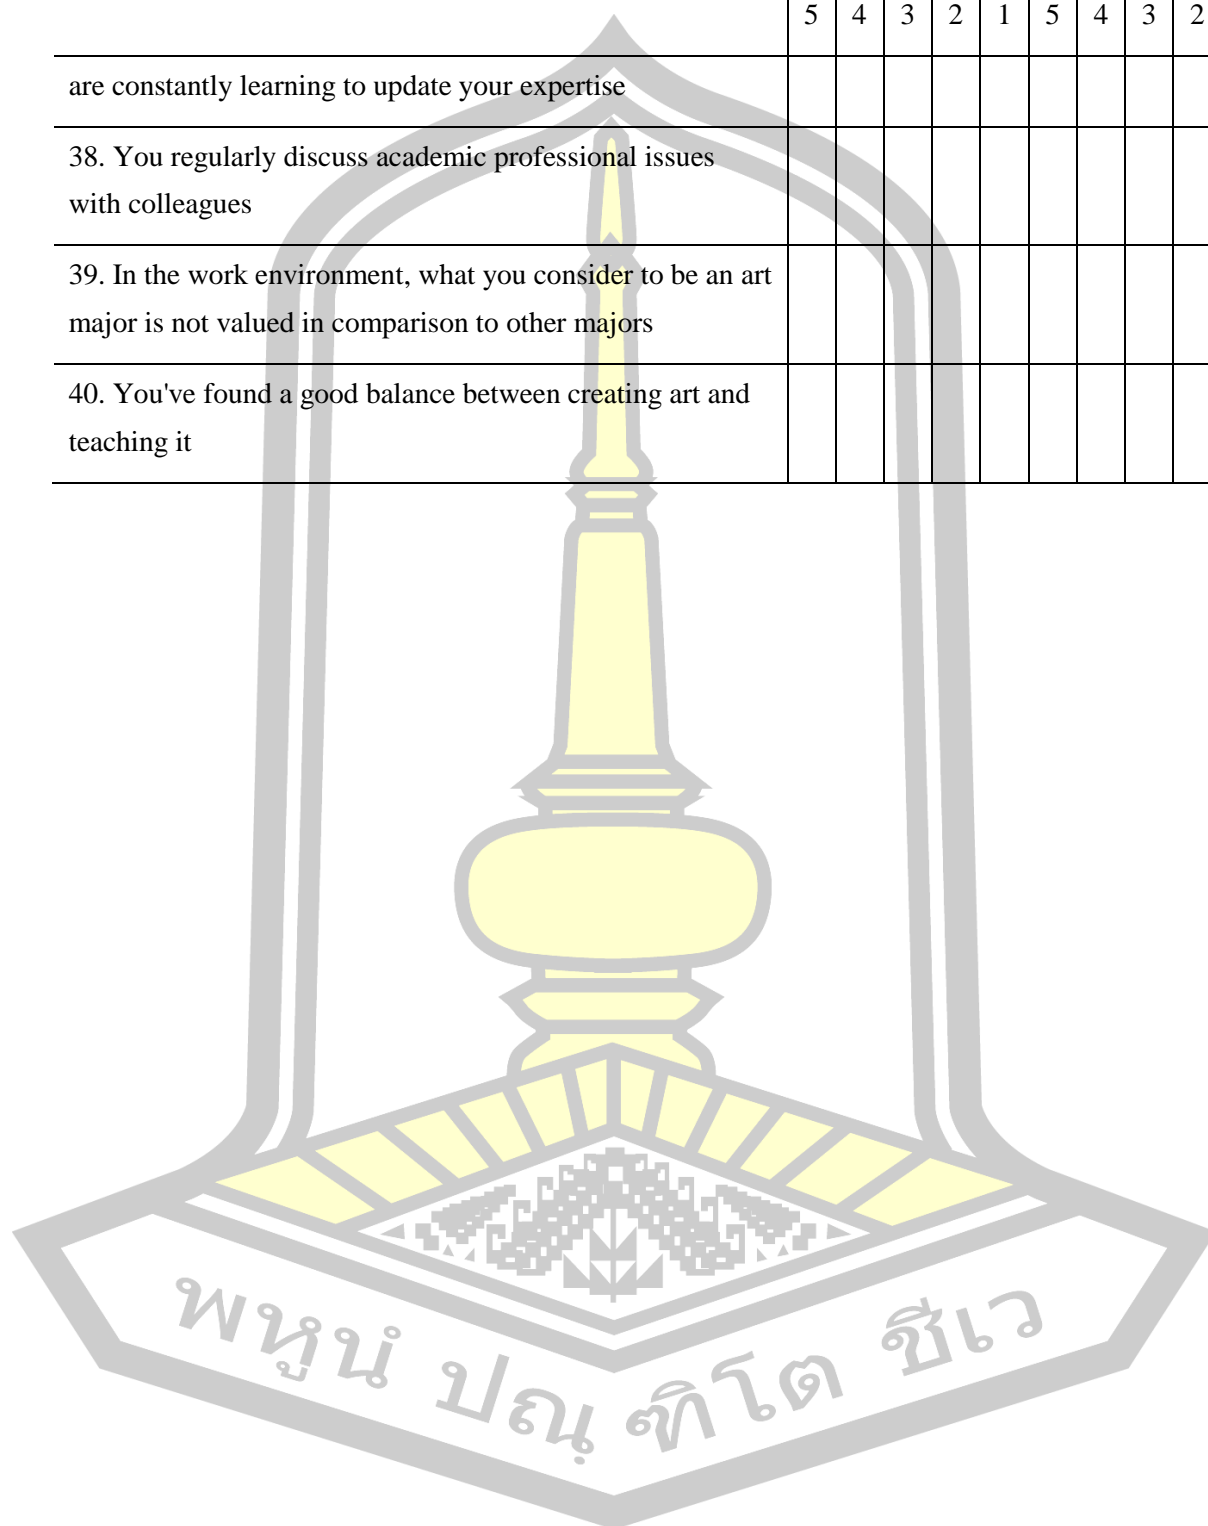 5 4 3 2 1 5 4 3 2
are constantly learning to update your expertise
38. You regularly discuss academic professional issues
with colleagues
39. In the work environment, what you consider to be an art
major is not valued in comparison to other majors
40. You've found a good balance between creating art and
teaching it
พหูนํ ปณฺฑิโต ชีเว